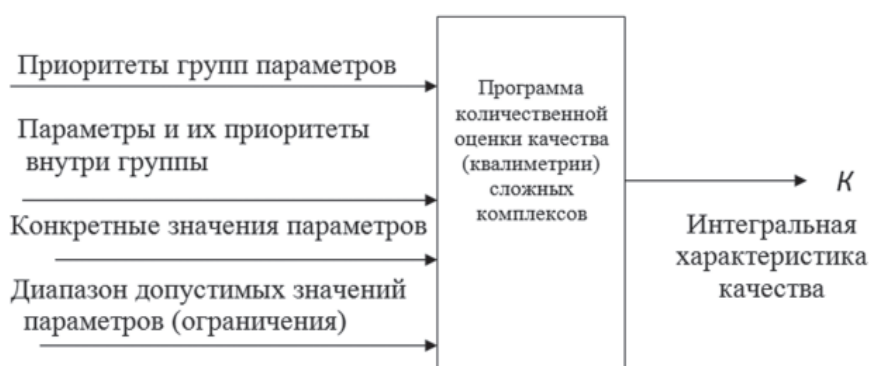 Приоритеты групп параметров
Параметры и их приоритеты
внутри группы
Конкретные значения параметров
Диапазон допустимых значений
параметров (ограничения)
Программа
количественной
оценки качества
(квалиметрии)
сложных
комплексов
К
Интегральная
характеристика
качества